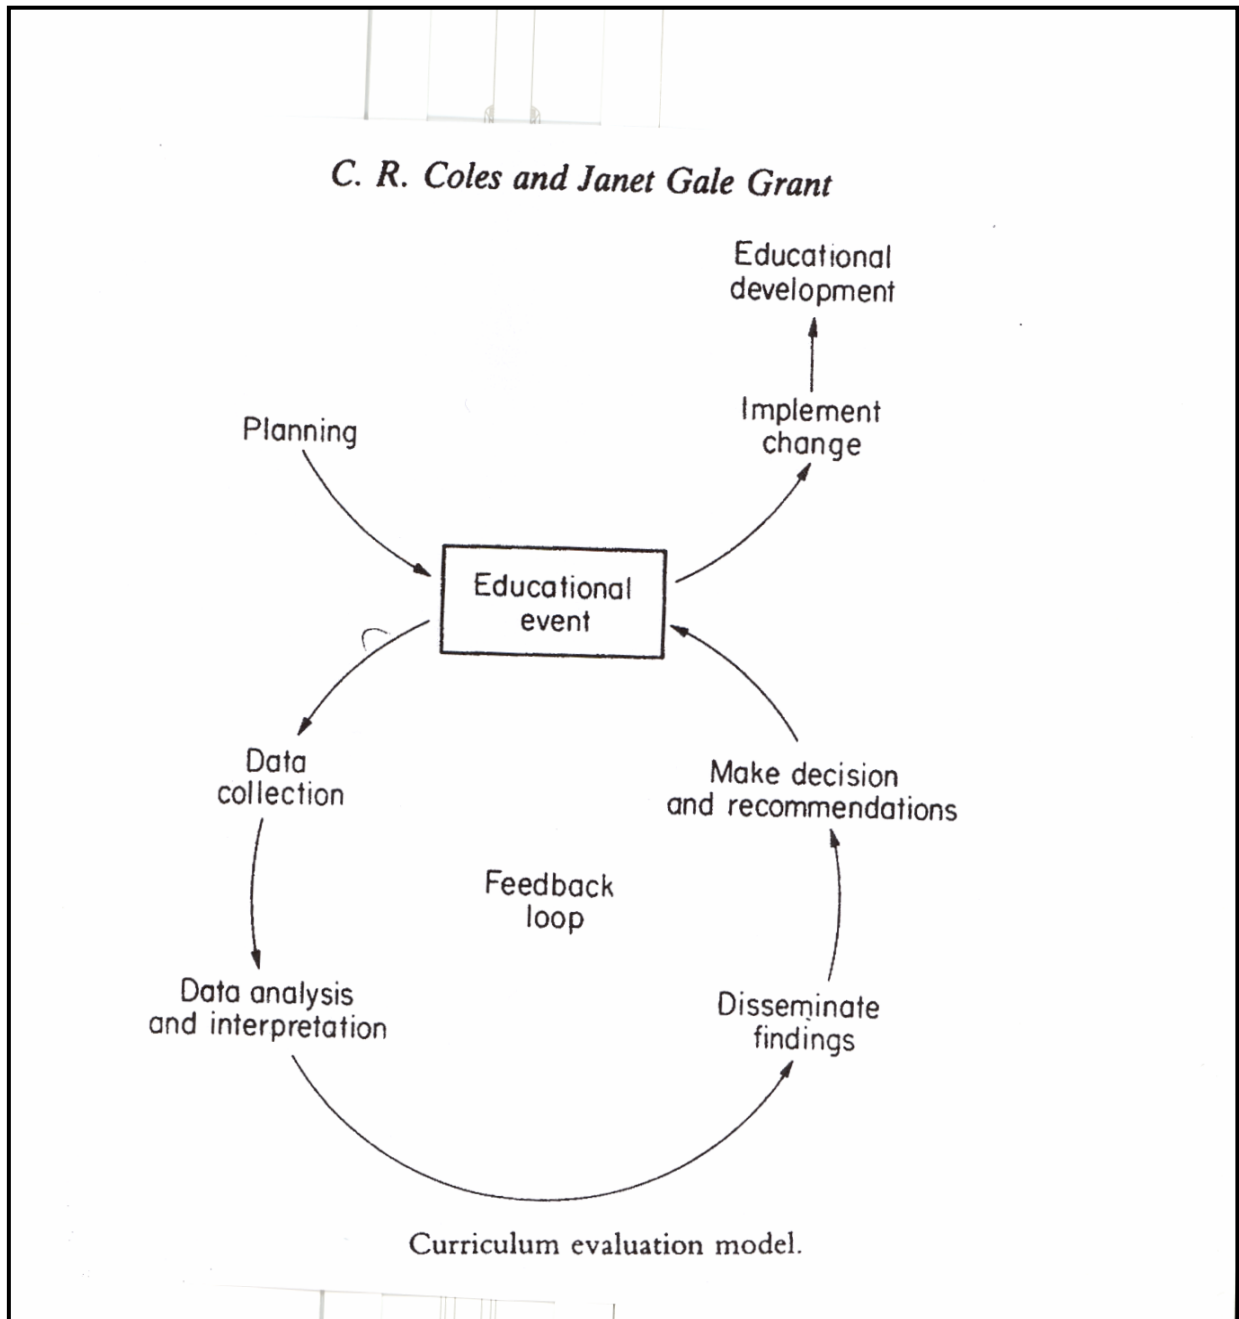 C. R. Coles and Janet Gale Grant
Educational
development
Implement
change
Planning
Educational
event
Data
collection
Make decision
and recommendations
Feedback
loop
Data analysis
and interpretation
Disseminate
findings
Curriculum evaluation model.